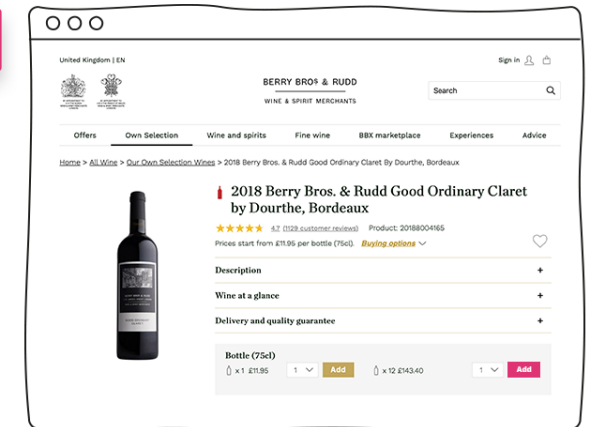 United Kingdom | EN
Sign in
BERRY BROS & RUDD
WINE & SPIRIT MERCHANTS
Search
Offers Own Selection Wine and spirits Fine wine BBX marketplace Experiences Advice
Home > All Wine > Our Own Selection Wines > 2018 Berry Bros. & Rudd Good Ordinary Claret By Dourthe, Bordeaux
2018 Berry Bros. & Rudd Good Ordinary Claret
by Dourthe, Bordeaux
4.7 (1129 customer reviews) Product: 20188004165
Prices start from £11.95 per bottle (75cl). Buying options
Description +
Wine at a glance +
Delivery and quality guarantee +
Bottle (75cl)
x 1 £11.95 1 Add x 12 £143.40 1 Add